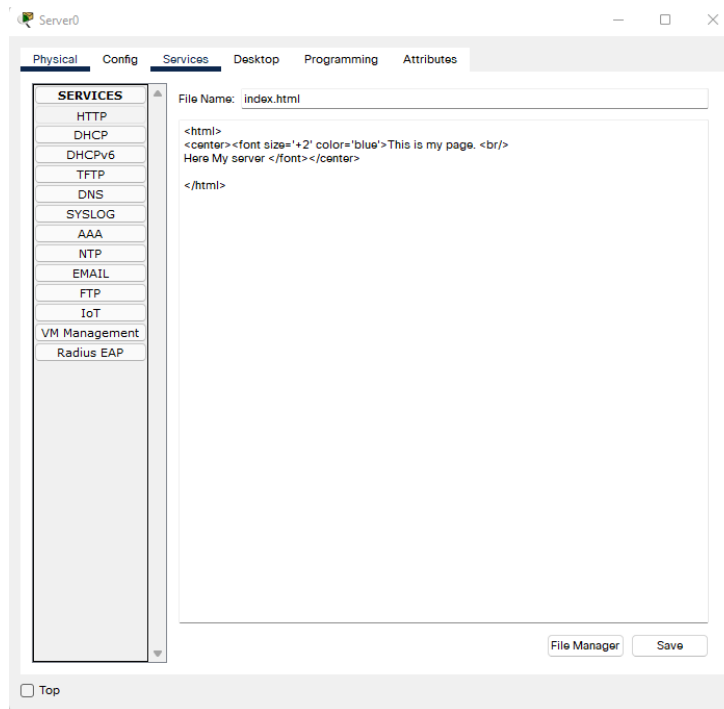 Server0
Physical Config Services Desktop Programming Attributes
SERVICES
HTTP
DHCP
DHCPv6
TFTP
DNS
SYSLOG
AAA
NTP
EMAIL
FTP
IoT
VM Management
Radius EAP
File Name: index.html
<html>
<center><font size='+2' color='blue'>This is my page. <br/>
Here My server </font></center>
</html>
File Manager Save
Top